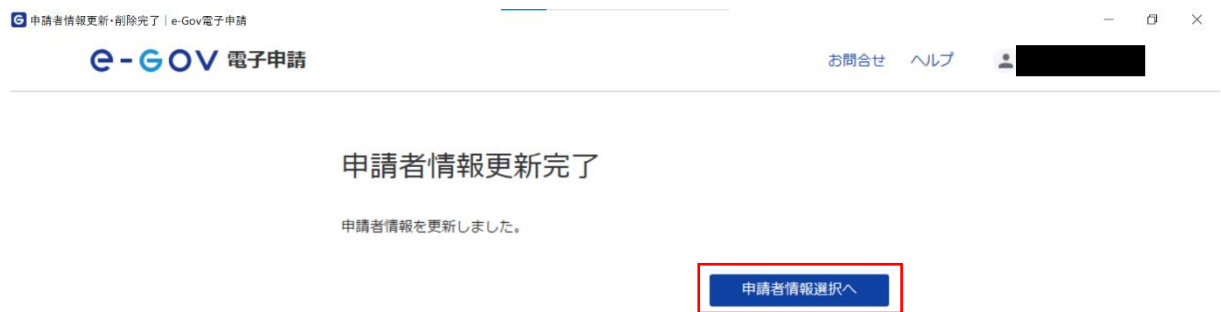 申請者情報更新・削除完了｜e-Gov電子申請
e-GOV 電子申請
お問合せ ヘルプ
申請者情報更新完了
申請者情報を更新しました。
申請者情報選択へ